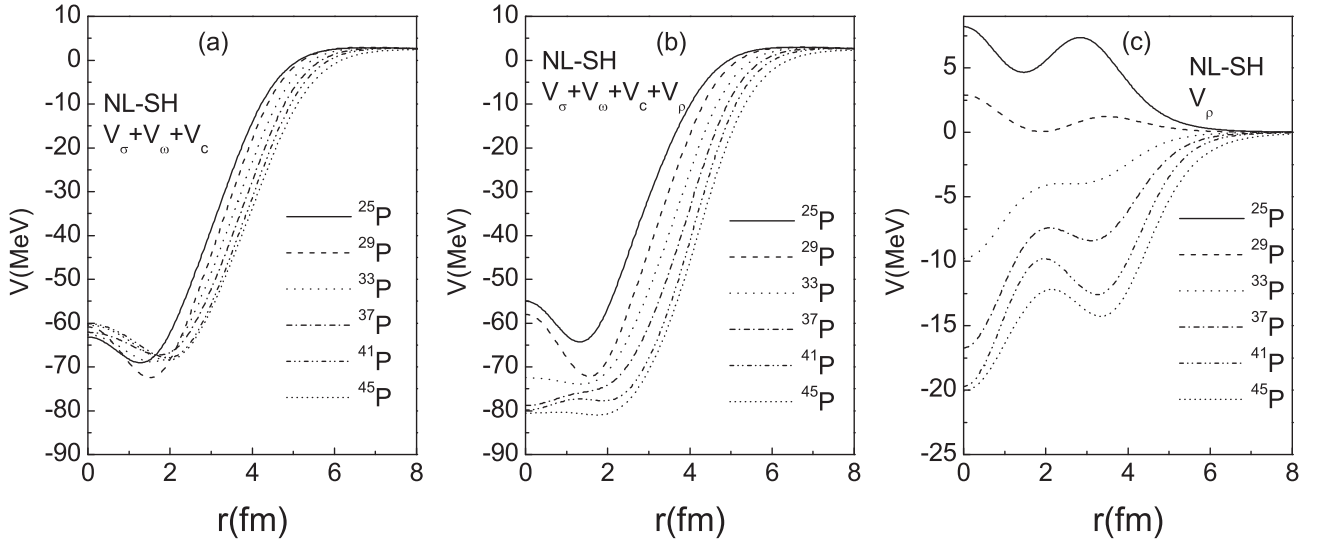 (a)
NL-SH
Vσ+Vω+Vc
10
0
-10
-20
-30
-40
-50
-60
-70
-80
-90
V(MeV)
²⁵P
²⁹P
³³P
³⁷P
⁴¹P
⁴⁵P
0 2 4 6 8
r(fm)
(b)
NL-SH
Vσ+Vω+Vc+Vρ
10
0
-10
-20
-30
-40
-50
-60
-70
-80
-90
V(MeV)
²⁵P
²⁹P
³³P
³⁷P
⁴¹P
⁴⁵P
0 2 4 6 8
r(fm)
(c)
NL-SH
Vρ
5
0
-5
-10
-15
-20
-25
V(MeV)
²⁵P
²⁹P
³³P
³⁷P
⁴¹P
⁴⁵P
0 2 4 6 8
r(fm)